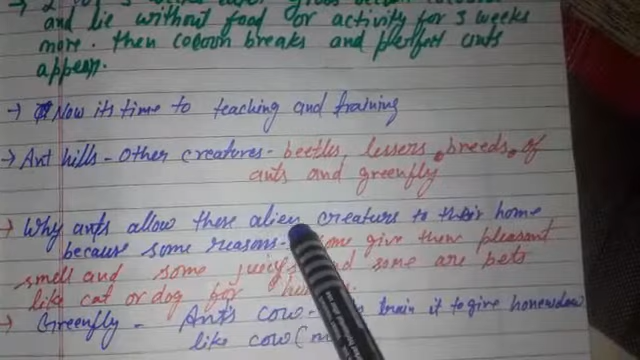 and lie without food or activity for 3 weeks
more. then cocoon breaks and perfect ants
appear.
→ Now its time to teaching and training
→ Ant hills - Other creatures - beetles, lessers breeds of
ants and greenfly
→ Why ants allow these alien creature to their home
because some reasons - some give them pleasant
smell and some juices and some are pets
like cat or dog for
→ Greenfly - Ants cow - train it to give honeydew
like cow (